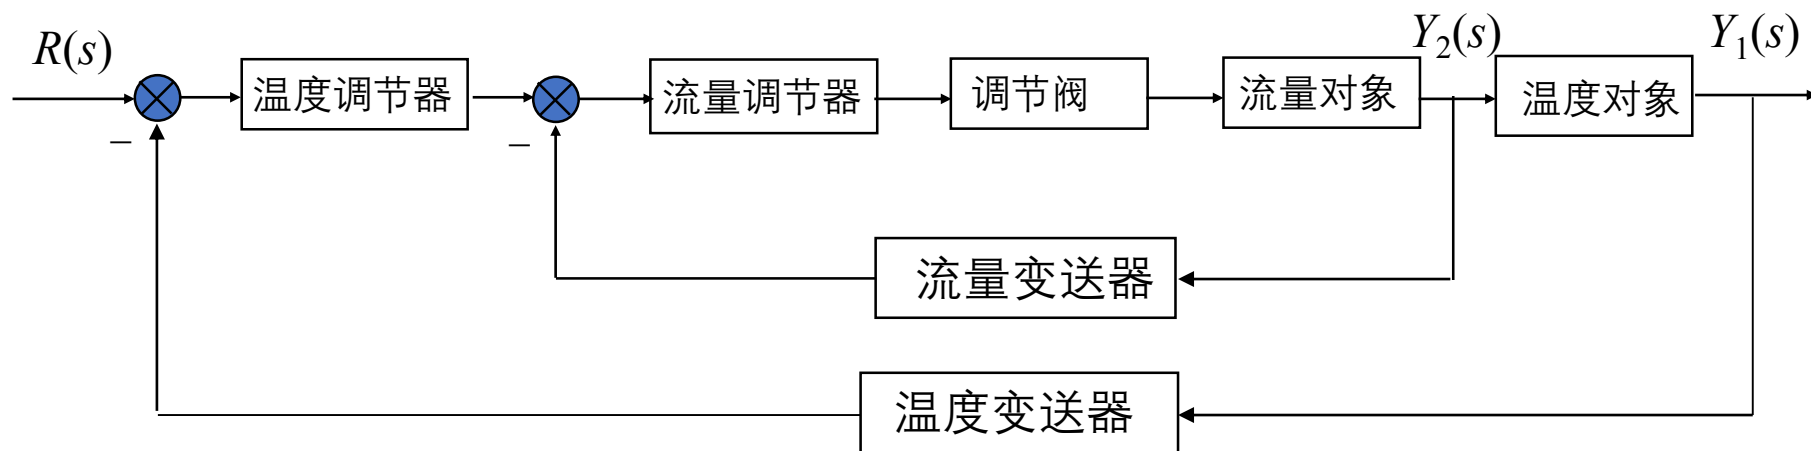 R(s)
温度调节器
流量调节器
调节阀
流量对象
Y₂(s)
温度对象
Y₁(s)
−
−
流量变送器
温度变送器